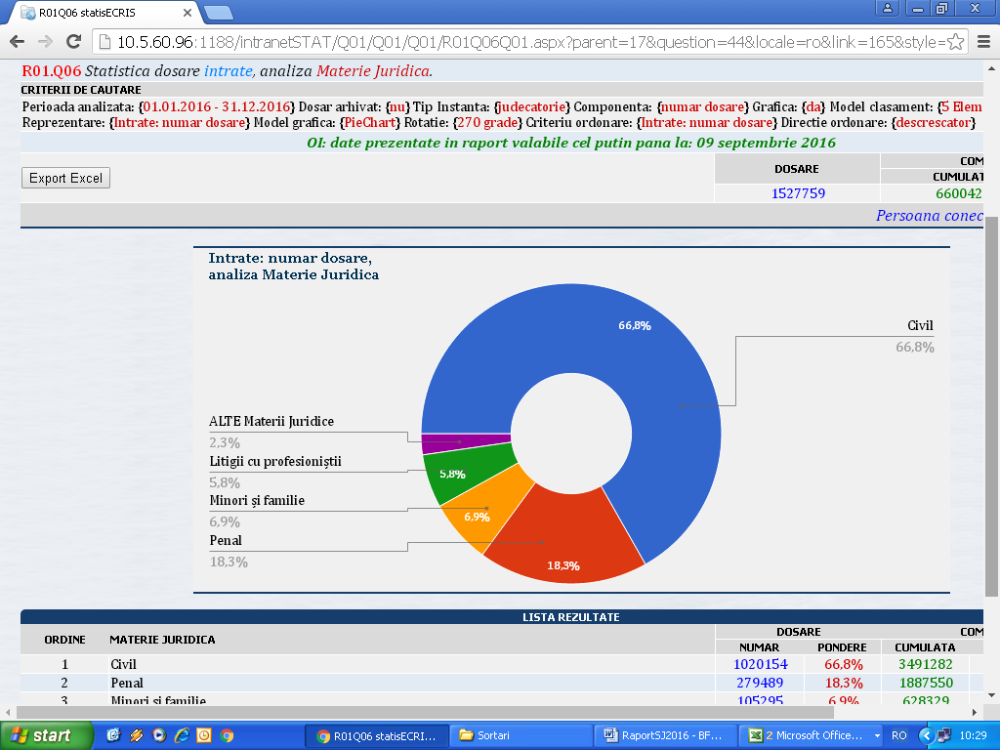 R01Q06 statisECRIS
10.5.60.96:1188/intranetSTAT/Q01/Q01/Q01/R01Q06Q01.aspx?parent=17&question=44&locale=ro&link=165&style=
R01.Q06 Statistica dosare intrate, analiza Materie Juridica.
CRITERII DE CAUTARE
Perioada analizata: {01.01.2016 - 31.12.2016} Dosar arhivat: {nu} Tip Instanta: {judecatorie} Componenta: {numar dosare} Grafica: {da} Model clasament: {5 Elem
Reprezentare: {Intrate: numar dosare} Model grafica: {PieChart} Rotatie: {270 grade} Criteriu ordonare: {Intrate: numar dosare} Directie ordonare: {descrescator}
OI: date prezentate in raport valabile cel putin pana la: 09 septembrie 2016
Export Excel
DOSARE
COM
CUMULAT
1527759
660042
Persoana conec
Intrate: numar dosare,
analiza Materie Juridica
66,8%
Civil
66,8%
ALTE Materii Juridice
2,3%
Litigii cu profesioniștii
5,8%
5,8%
Minori și familie
6,9%
6,9%
Penal
18,3%
18,3%
LISTA REZULTATE
ORDINE MATERIE JURIDICA DOSARE COM
NUMAR PONDERE CUMULATA
1 Civil 1020154 66,8% 3491282
2 Penal 279489 18,3% 1887550
3 Minori si familie 105295 6,9% 628329
start
R01Q06 statisECRI...
Sortari
RaportSJ2016 - BF...
2 Microsoft Office...
RO
10:29